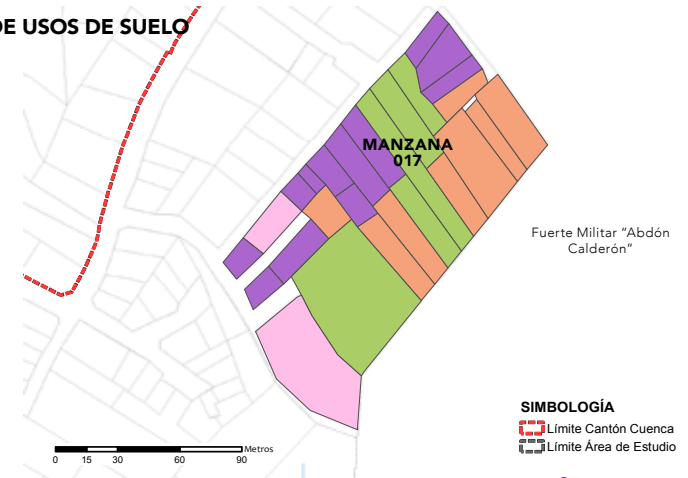 DE USOS DE SUELO
MANZANA
017
Fuerte Militar “Abdón
Calderón”
SIMBOLOGÍA
Límite Cantón Cuenca
Límite Área de Estudio
Metros
0 15 30 60 90